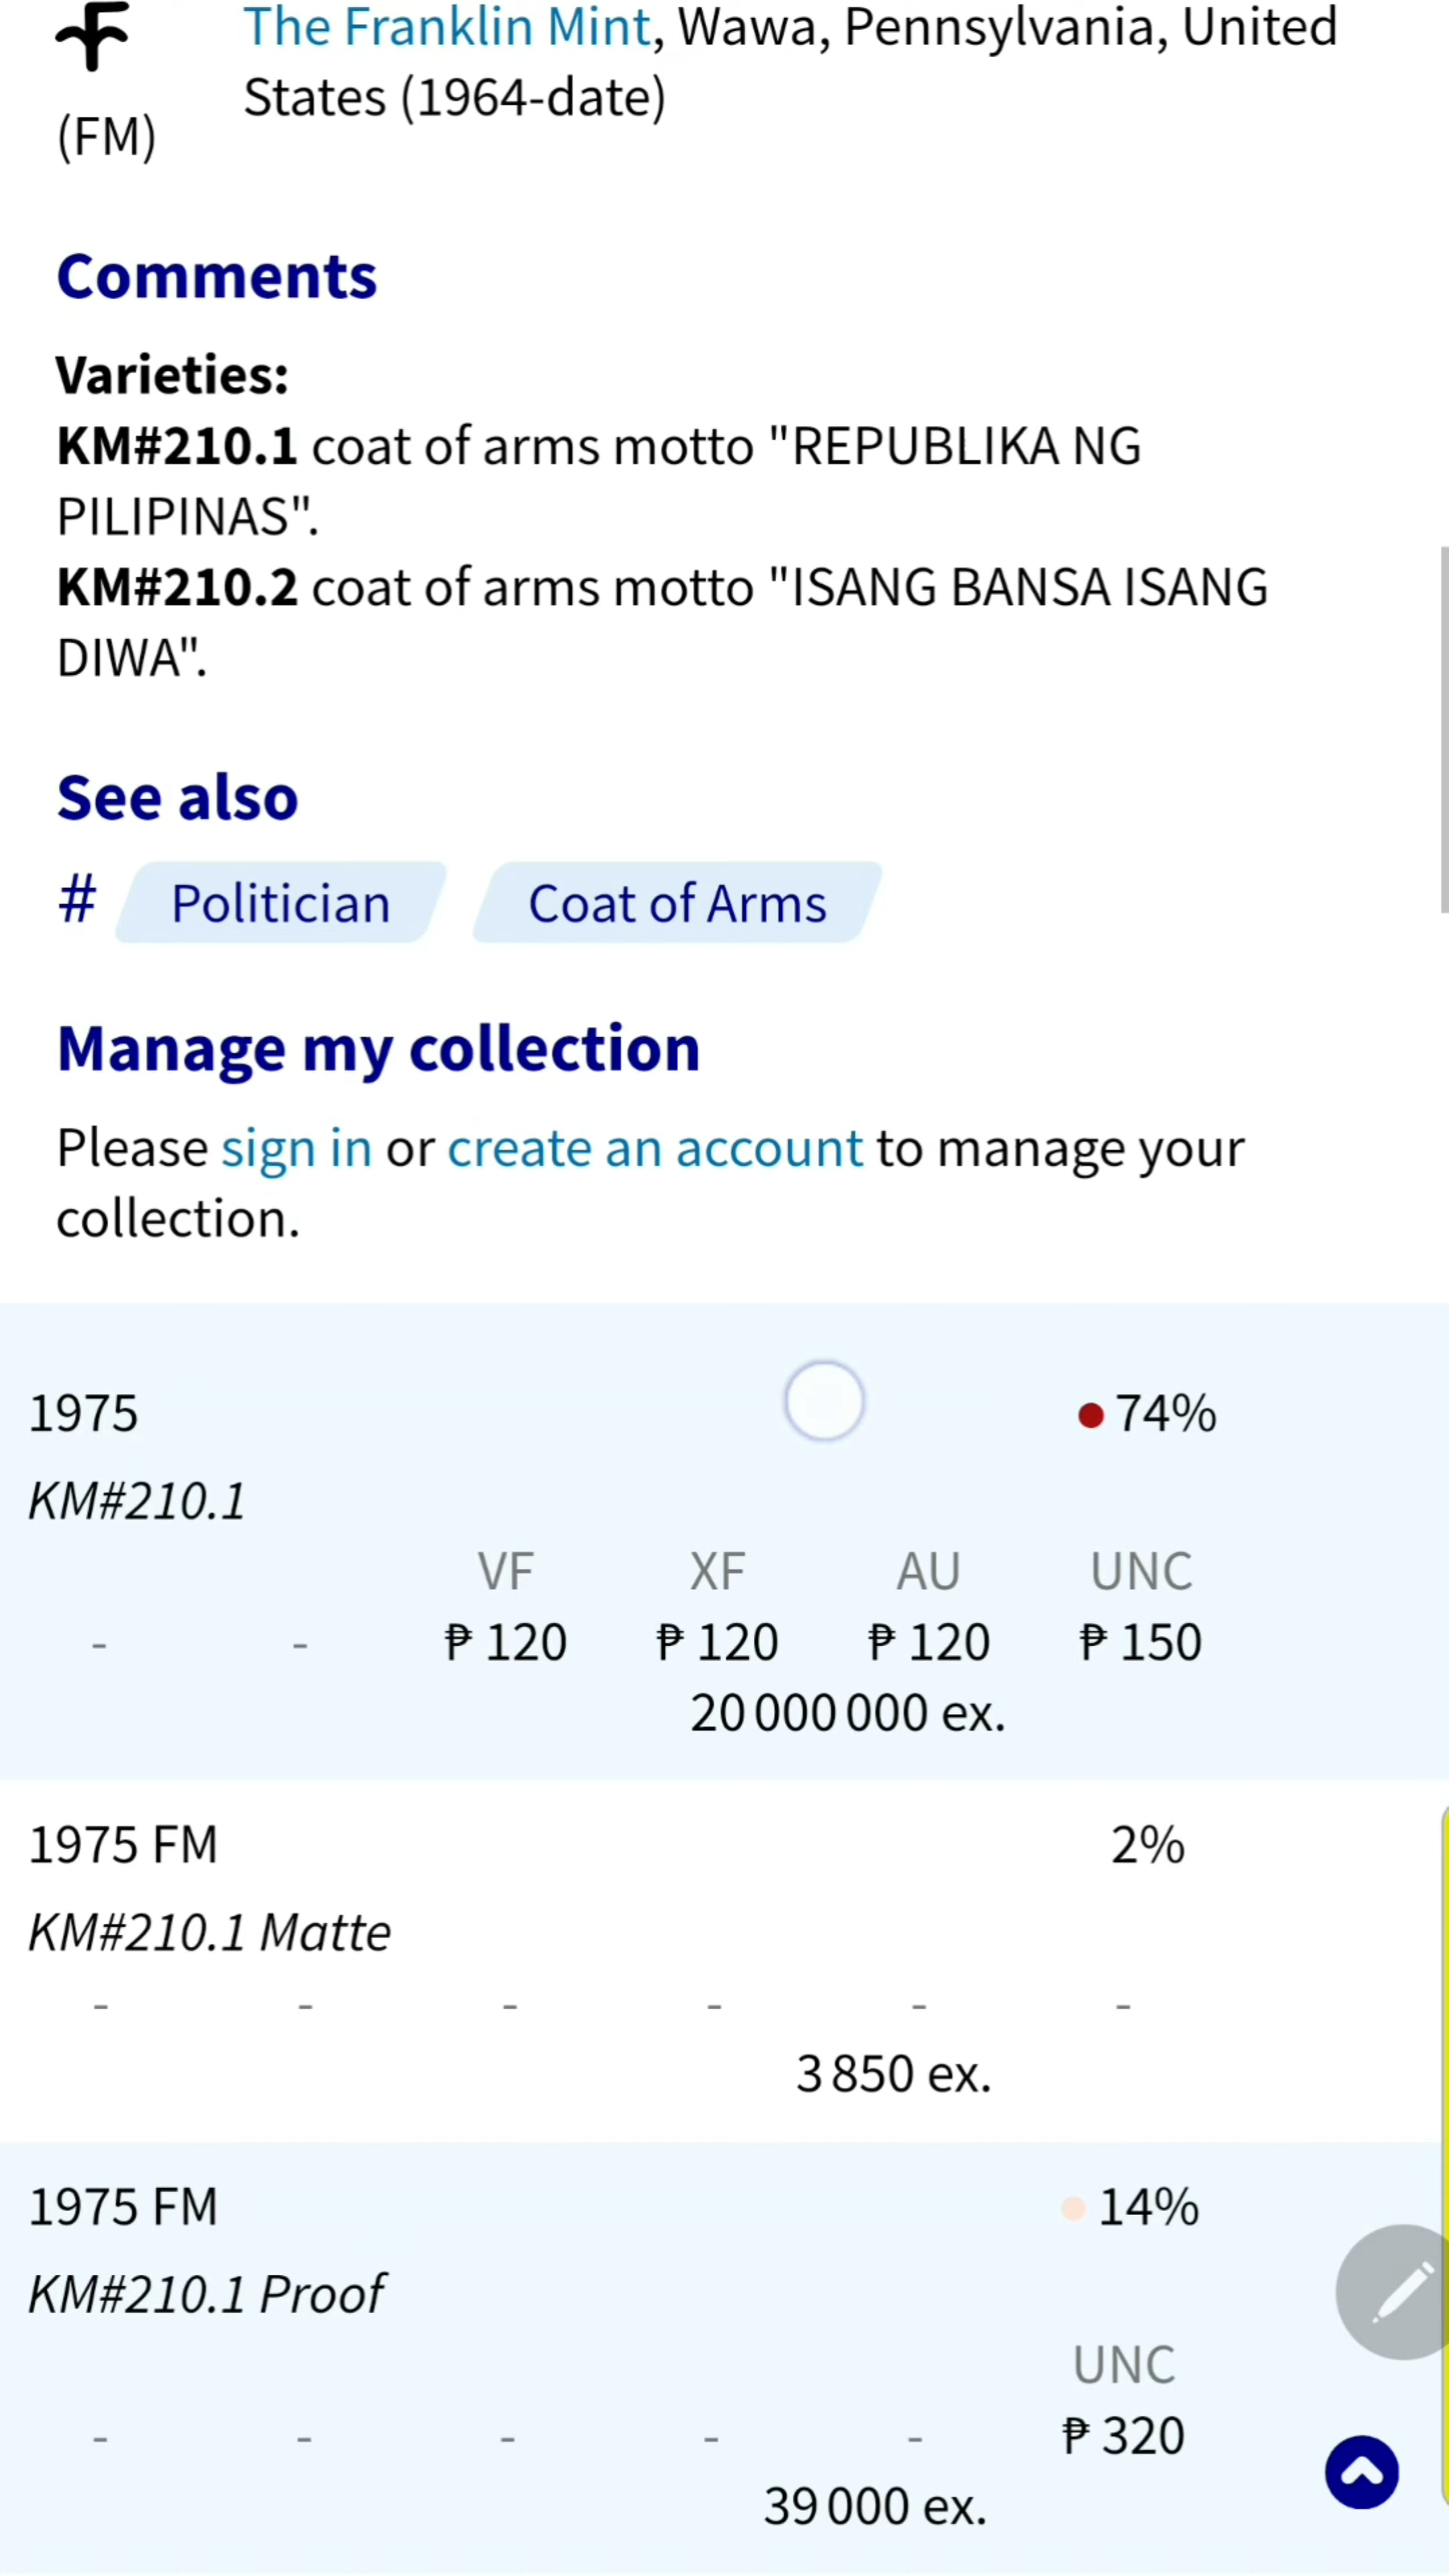 The Franklin Mint, Wawa, Pennsylvania, United
States (1964-date)
(FM)
Comments
Varieties:
KM#210.1 coat of arms motto "REPUBLIKA NG
PILIPINAS".
KM#210.2 coat of arms motto "ISANG BANSA ISANG
DIWA".
See also
# Politician Coat of Arms
Manage my collection
Please sign in or create an account to manage your
collection.
1975 74%
KM#210.1
VF XF AU UNC
- - ₱ 120 ₱ 120 ₱ 120 ₱ 150
20 000 000 ex.
1975 FM 2%
KM#210.1 Matte
- - - - - -
3 850 ex.
1975 FM 14%
KM#210.1 Proof
UNC
- - - - - ₱ 320
39 000 ex.